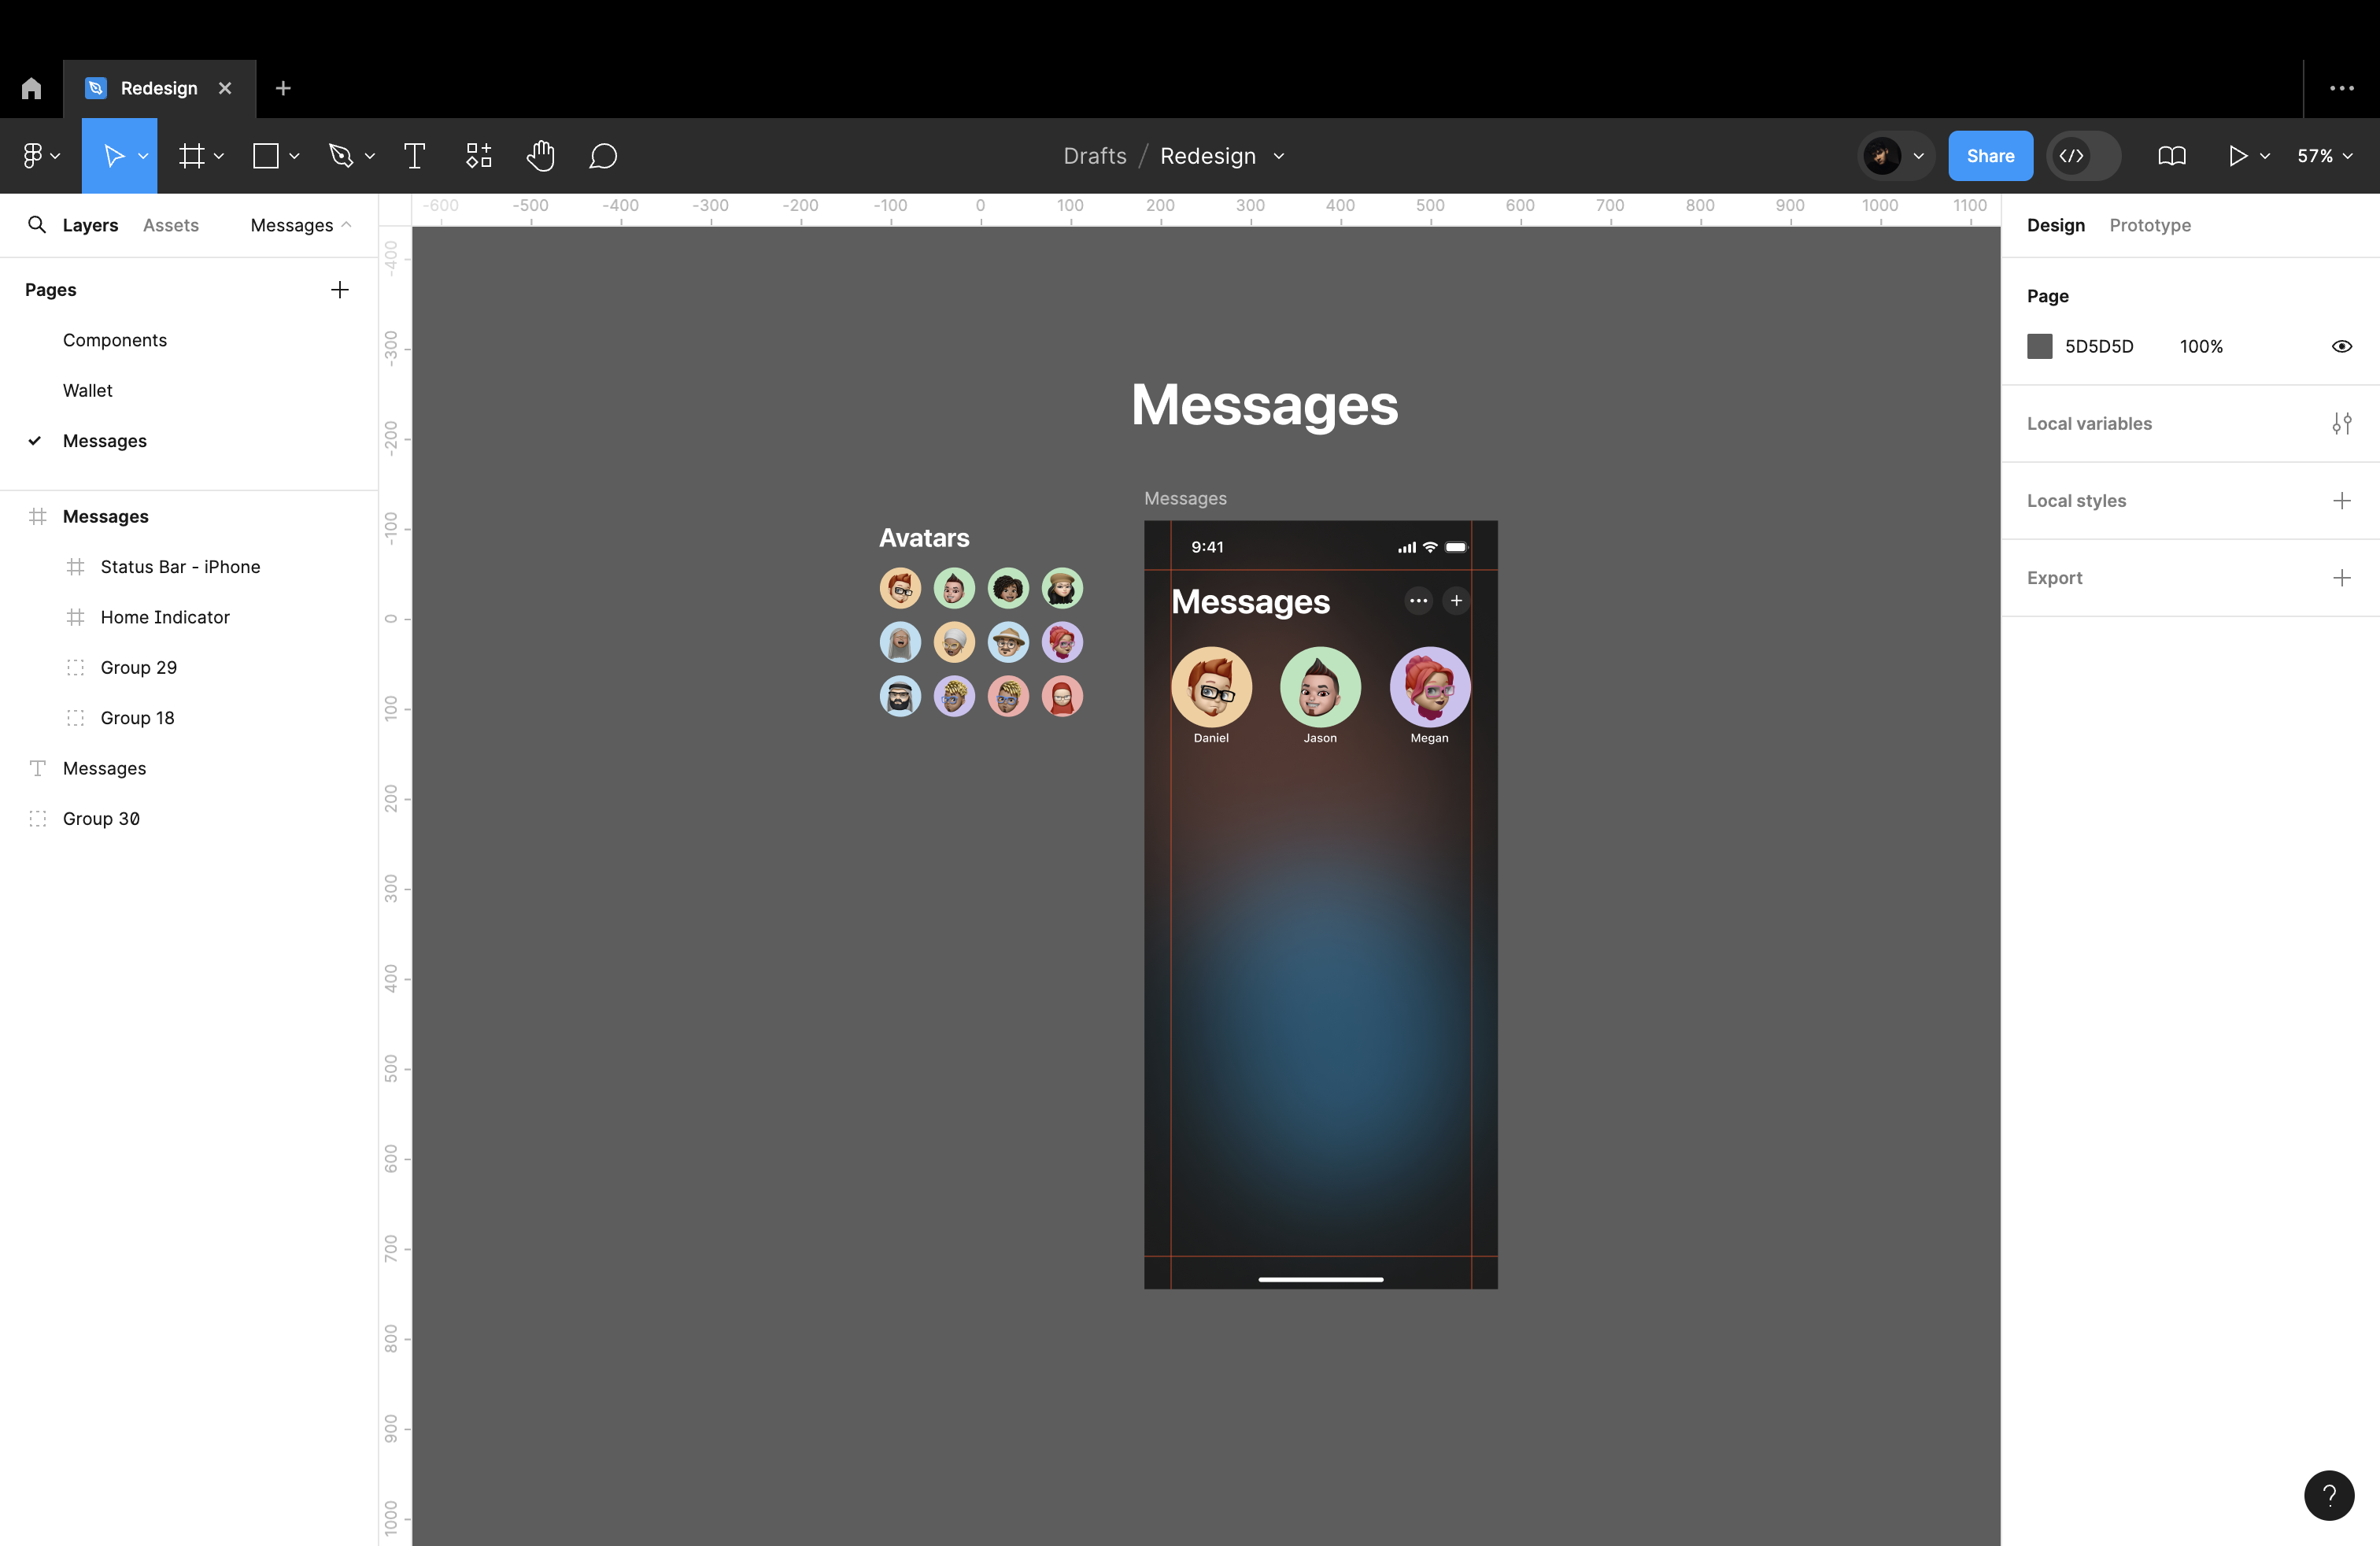 Redesign
Drafts / Redesign
Share
57%
Layers
Assets
Messages
Pages
Components
Wallet
Messages
Messages
Status Bar - iPhone
Home Indicator
Group 29
Group 18
Messages
Group 30
-600 -500 -400 -300 -200 -100 0 100 200 300 400 500 600 700 800 900 1000 1100
-400
-300
-200
-100
0
100
200
300
400
500
600
700
800
900
1000
Messages
Avatars
Messages
9:41
Messages
Daniel Jason Megan
Design
Prototype
Page
5D5D5D 100%
Local variables
Local styles
Export
?